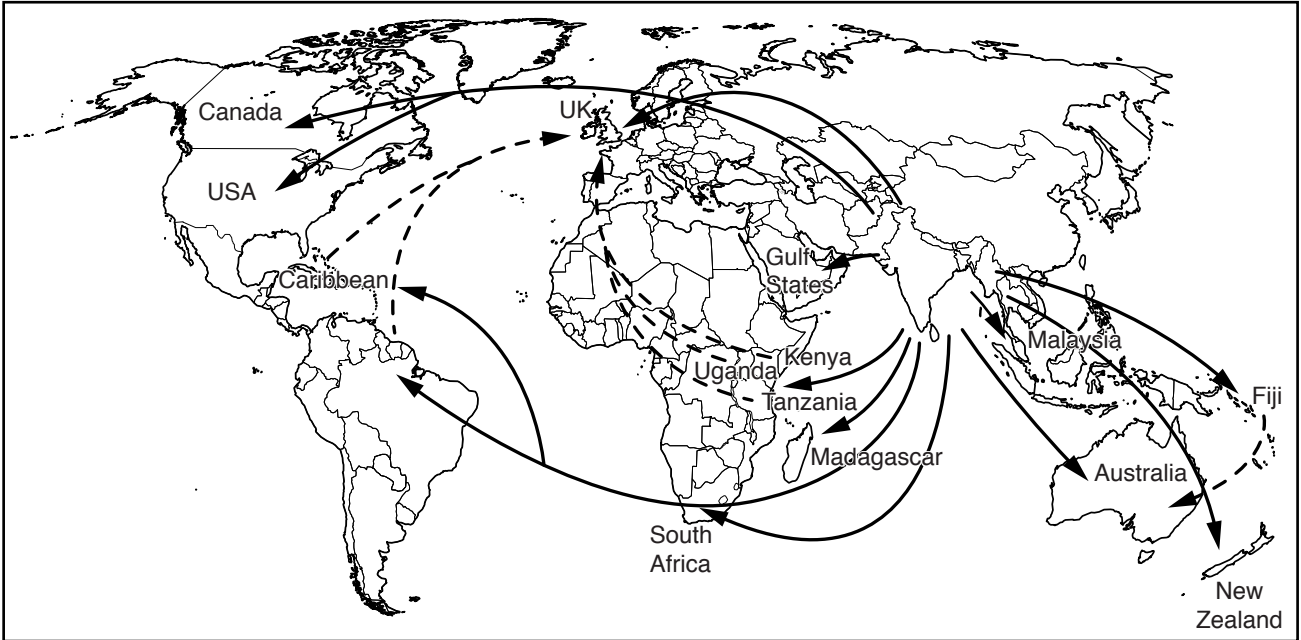 Canada
UK
USA
Gulf
States
Caribbean
Malaysia
Kenya
Uganda
Tanzania
Fiji
Madagascar
Australia
South
Africa
New
Zealand